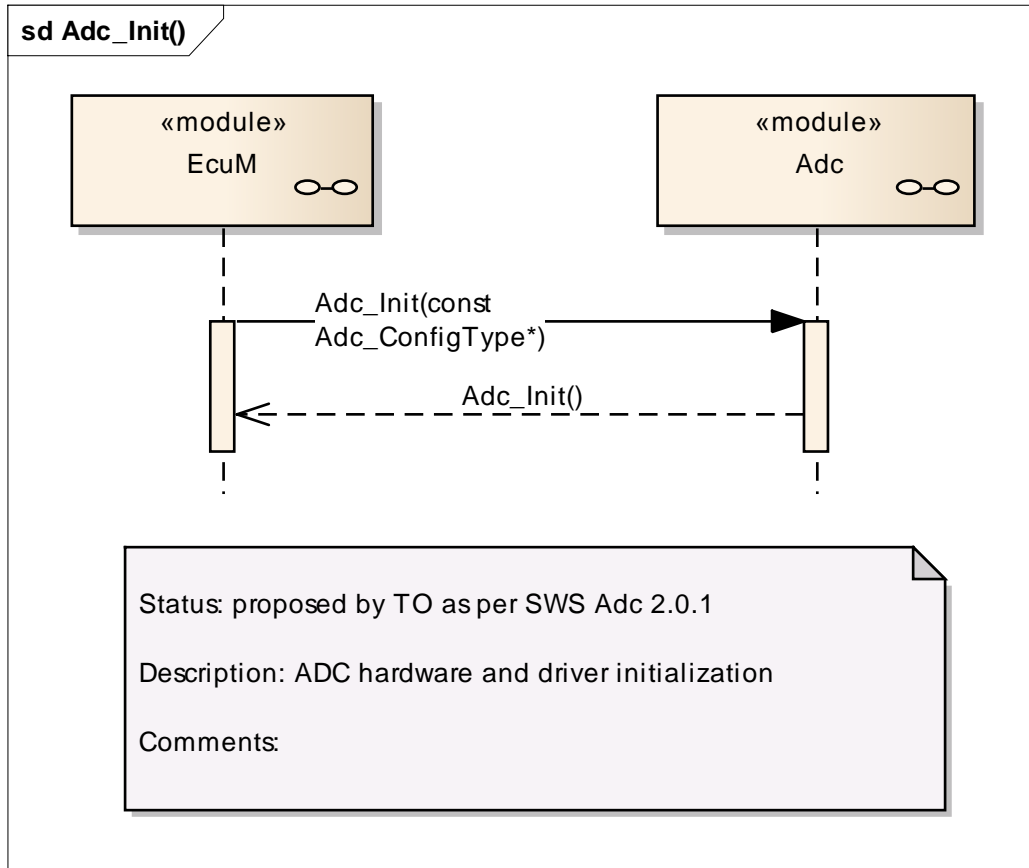 sd Adc_Init()
«module»
EcuM
«module»
Adc
Adc_Init(const
Adc_ConfigType*)
Adc_Init()
Status: proposed by TO as per SWS Adc 2.0.1
Description: ADC hardware and driver initialization
Comments: